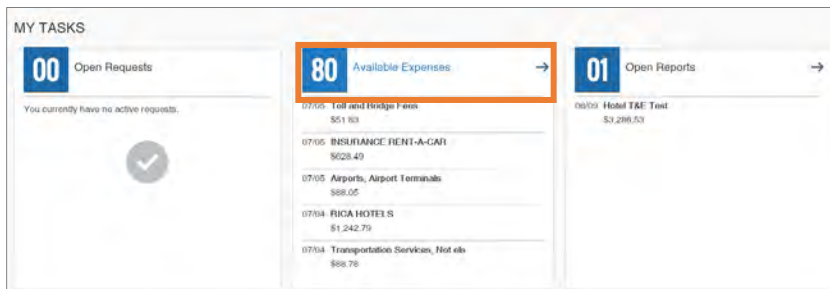 MY TASKS
00 Open Requests
You currently have no active requests.
80 Available Expenses →
07/05 Toll and Bridge Fees
$51.83
07/05 INSURANCE RENT-A-CAR
$628.49
07/05 Airports, Airport Terminals
$88.05
07/04 RICA HOTELS
$1,242.79
07/04 Transportation Services, Not els
$88.78
01 Open Reports →
08/09 Hotel T&E Test
$3,286.53